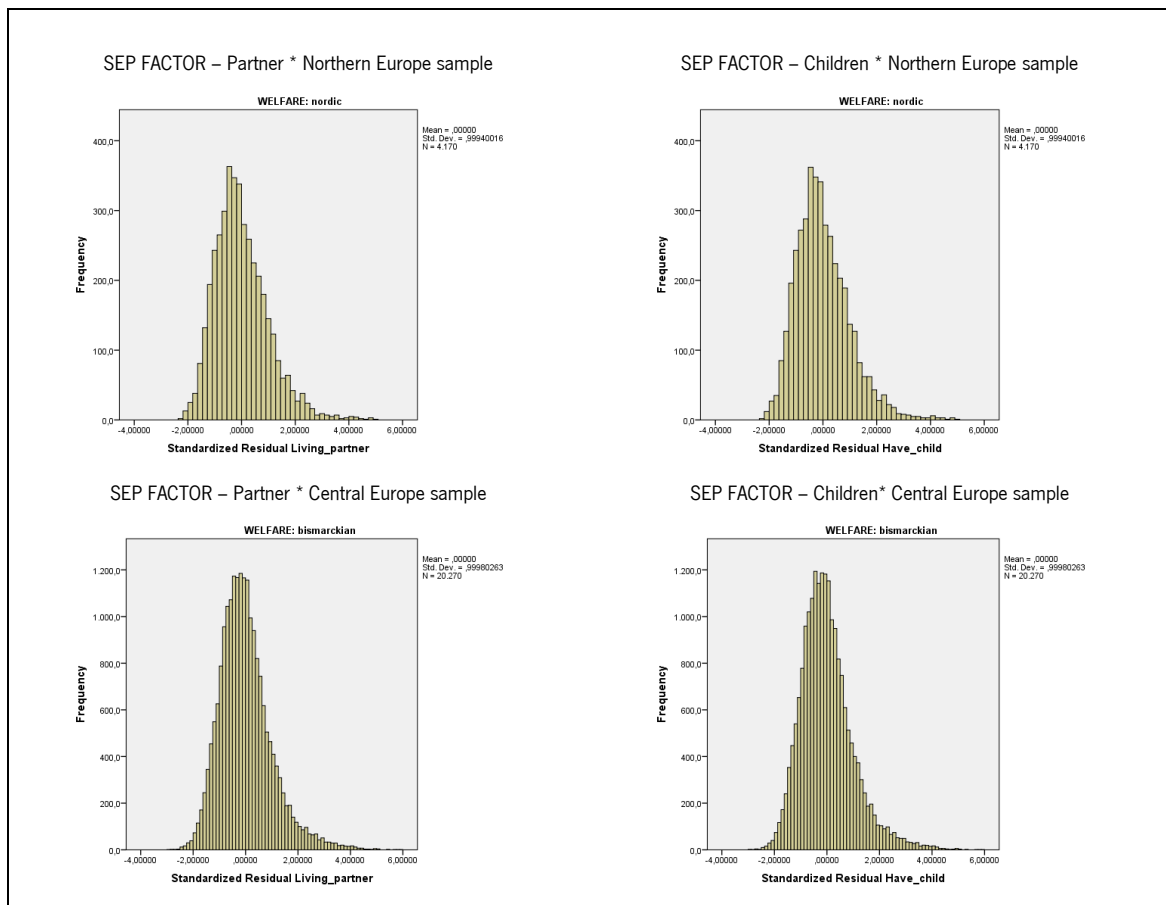 SEP FACTOR – Partner * Northern Europe sample
WELFARE: nordic
Mean = ,00000
Std. Dev. = ,99940016
N = 4.170
400,0
300,0
200,0
100,0
0,0
Frequency
-4,00000 -2,00000 ,00000 2,00000 4,00000 6,00000
Standardized Residual Living_partner
SEP FACTOR – Children * Northern Europe sample
WELFARE: nordic
Mean = ,00000
Std. Dev. = ,99940016
N = 4.170
400,0
300,0
200,0
100,0
0,0
Frequency
-4,00000 -2,00000 ,00000 2,00000 4,00000 6,00000
Standardized Residual Have_child
SEP FACTOR – Partner * Central Europe sample
WELFARE: bismarckian
Mean = ,00000
Std. Dev. = ,99980263
N = 20.270
1.200,0
1.000,0
800,0
600,0
400,0
200,0
0,0
Frequency
-4,00000 -2,00000 ,00000 2,00000 4,00000 6,00000
Standardized Residual Living_partner
SEP FACTOR – Children* Central Europe sample
WELFARE: bismarckian
Mean = ,00000
Std. Dev. = ,99980263
N = 20.270
1.200,0
1.000,0
800,0
600,0
400,0
200,0
0,0
Frequency
-4,00000 -2,00000 ,00000 2,00000 4,00000 6,00000
Standardized Residual Have_child